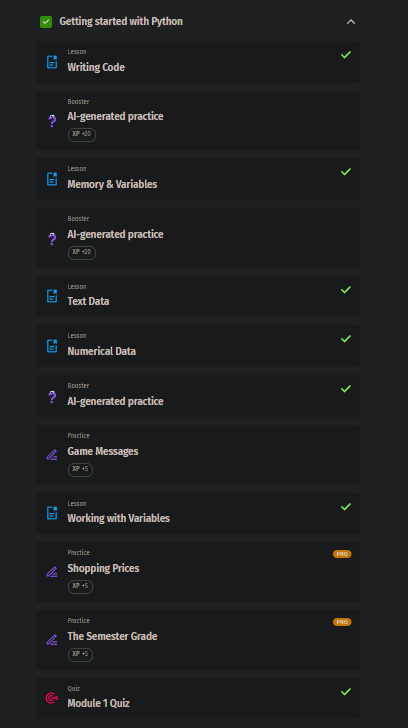 Getting started with Python
Lesson
Writing Code
Booster
AI-generated practice
XP +20
Lesson
Memory & Variables
Booster
AI-generated practice
XP +20
Lesson
Text Data
Lesson
Numerical Data
Booster
AI-generated practice
Practice
Game Messages
XP +5
Lesson
Working with Variables
Practice
PRO
Shopping Prices
XP +5
Practice
PRO
The Semester Grade
XP +5
Quiz
Module 1 Quiz